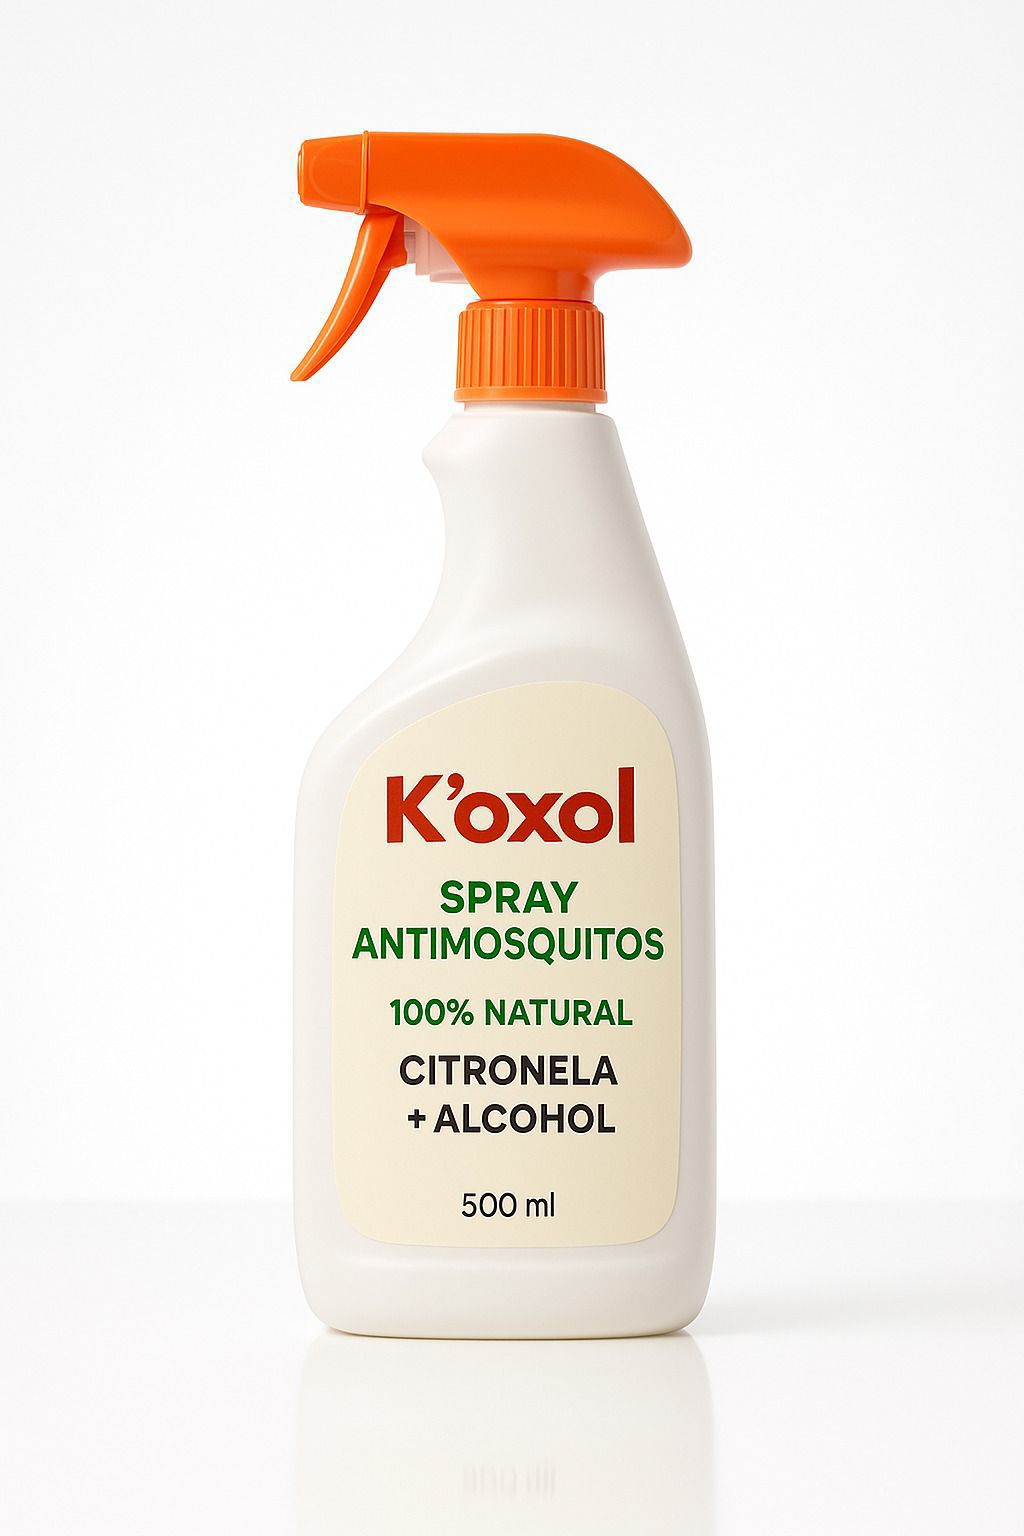 K'oxol
SPRAY
ANTIMOSQUITOS
100% NATURAL
CITRONELA
+ ALCOHOL
500 ml